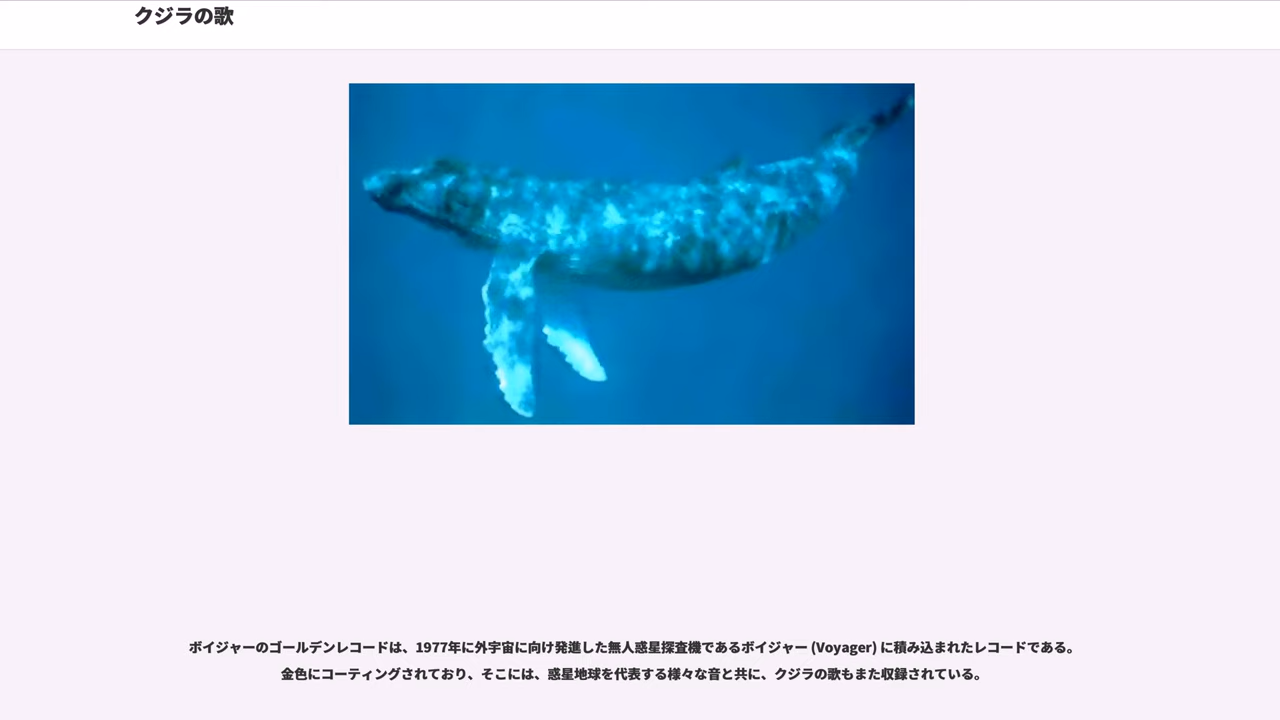 クジラの歌
ボイジャーのゴールデンレコードは、1977年に外宇宙に向け発進した無人惑星探査機であるボイジャー (Voyager) に積み込まれたレコードである。
金色にコーティングされており、そこには、惑星地球を代表する様々な音と共に、クジラの歌もまた収録されている。